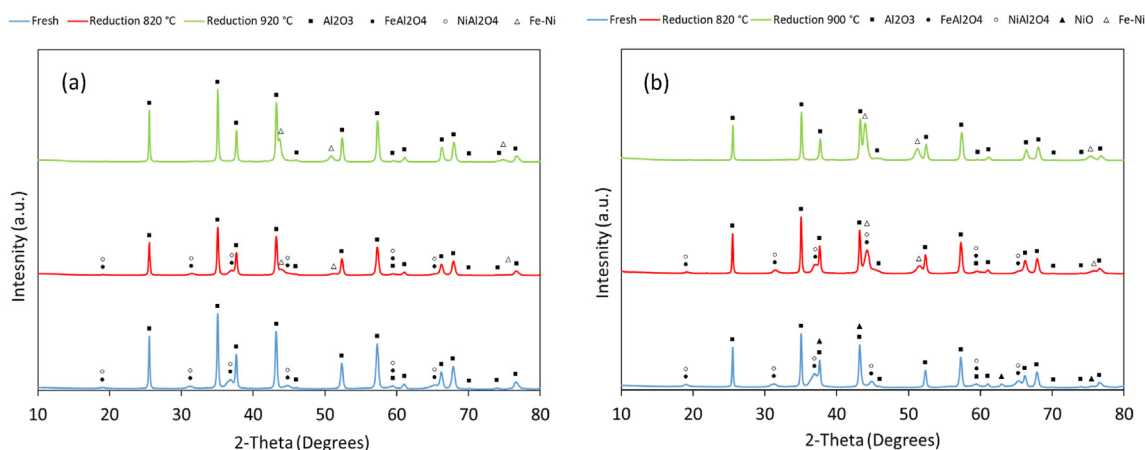 Fresh Reduction 820 °C Reduction 920 °C ■ Al2O3 ● FeAl2O4 ○ NiAl2O4 △ Fe-Ni
(a)
Intesnity (a.u.)
10 20 30 40 50 60 70 80
2-Theta (Degrees)
Fresh Reduction 820 °C Reduction 900 °C ■ Al2O3 ● FeAl2O4 ○ NiAl2O4 ▲ NiO △ Fe-Ni
(b)
Intesnity (a.u.)
10 20 30 40 50 60 70 80
2-Theta (Degrees)